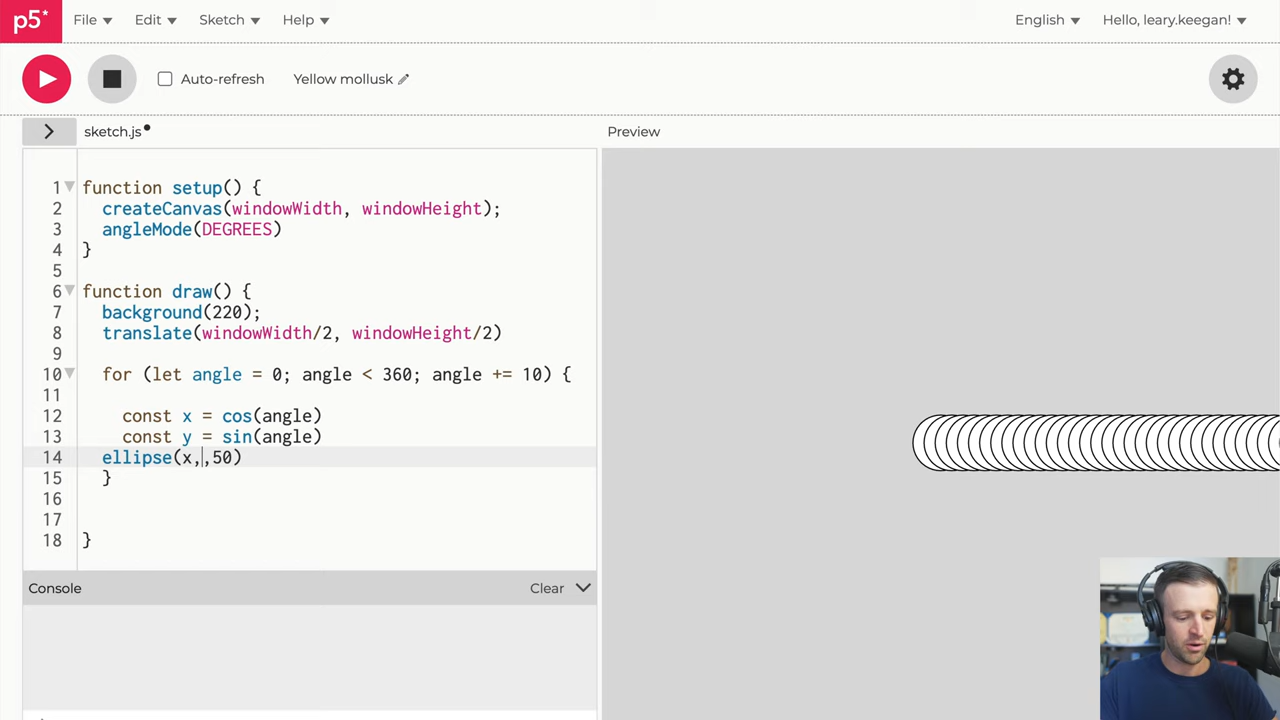 p5* File Edit Sketch Help English Hello, leary.keegan!
Auto-refresh Yellow mollusk
sketch.js
Preview
1 function setup() {
2 createCanvas(windowWidth, windowHeight);
3 angleMode(DEGREES)
4 }
5
6 function draw() {
7 background(220);
8 translate(windowWidth/2, windowHeight/2)
9
10 for (let angle = 0; angle < 360; angle += 10) {
11
12 const x = cos(angle)
13 const y = sin(angle)
14 ellipse(x,,50)
15 }
16
17
18 }
Console Clear